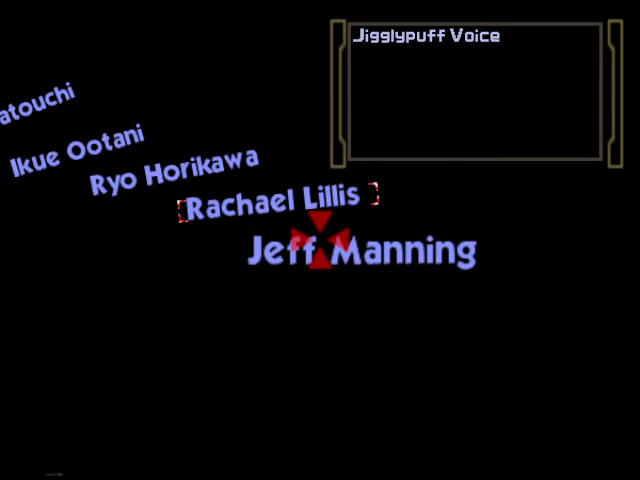 Jigglypuff Voice
atouchi
Ikue Ootani
Ryo Horikawa
Rachael Lillis
Jeff Manning